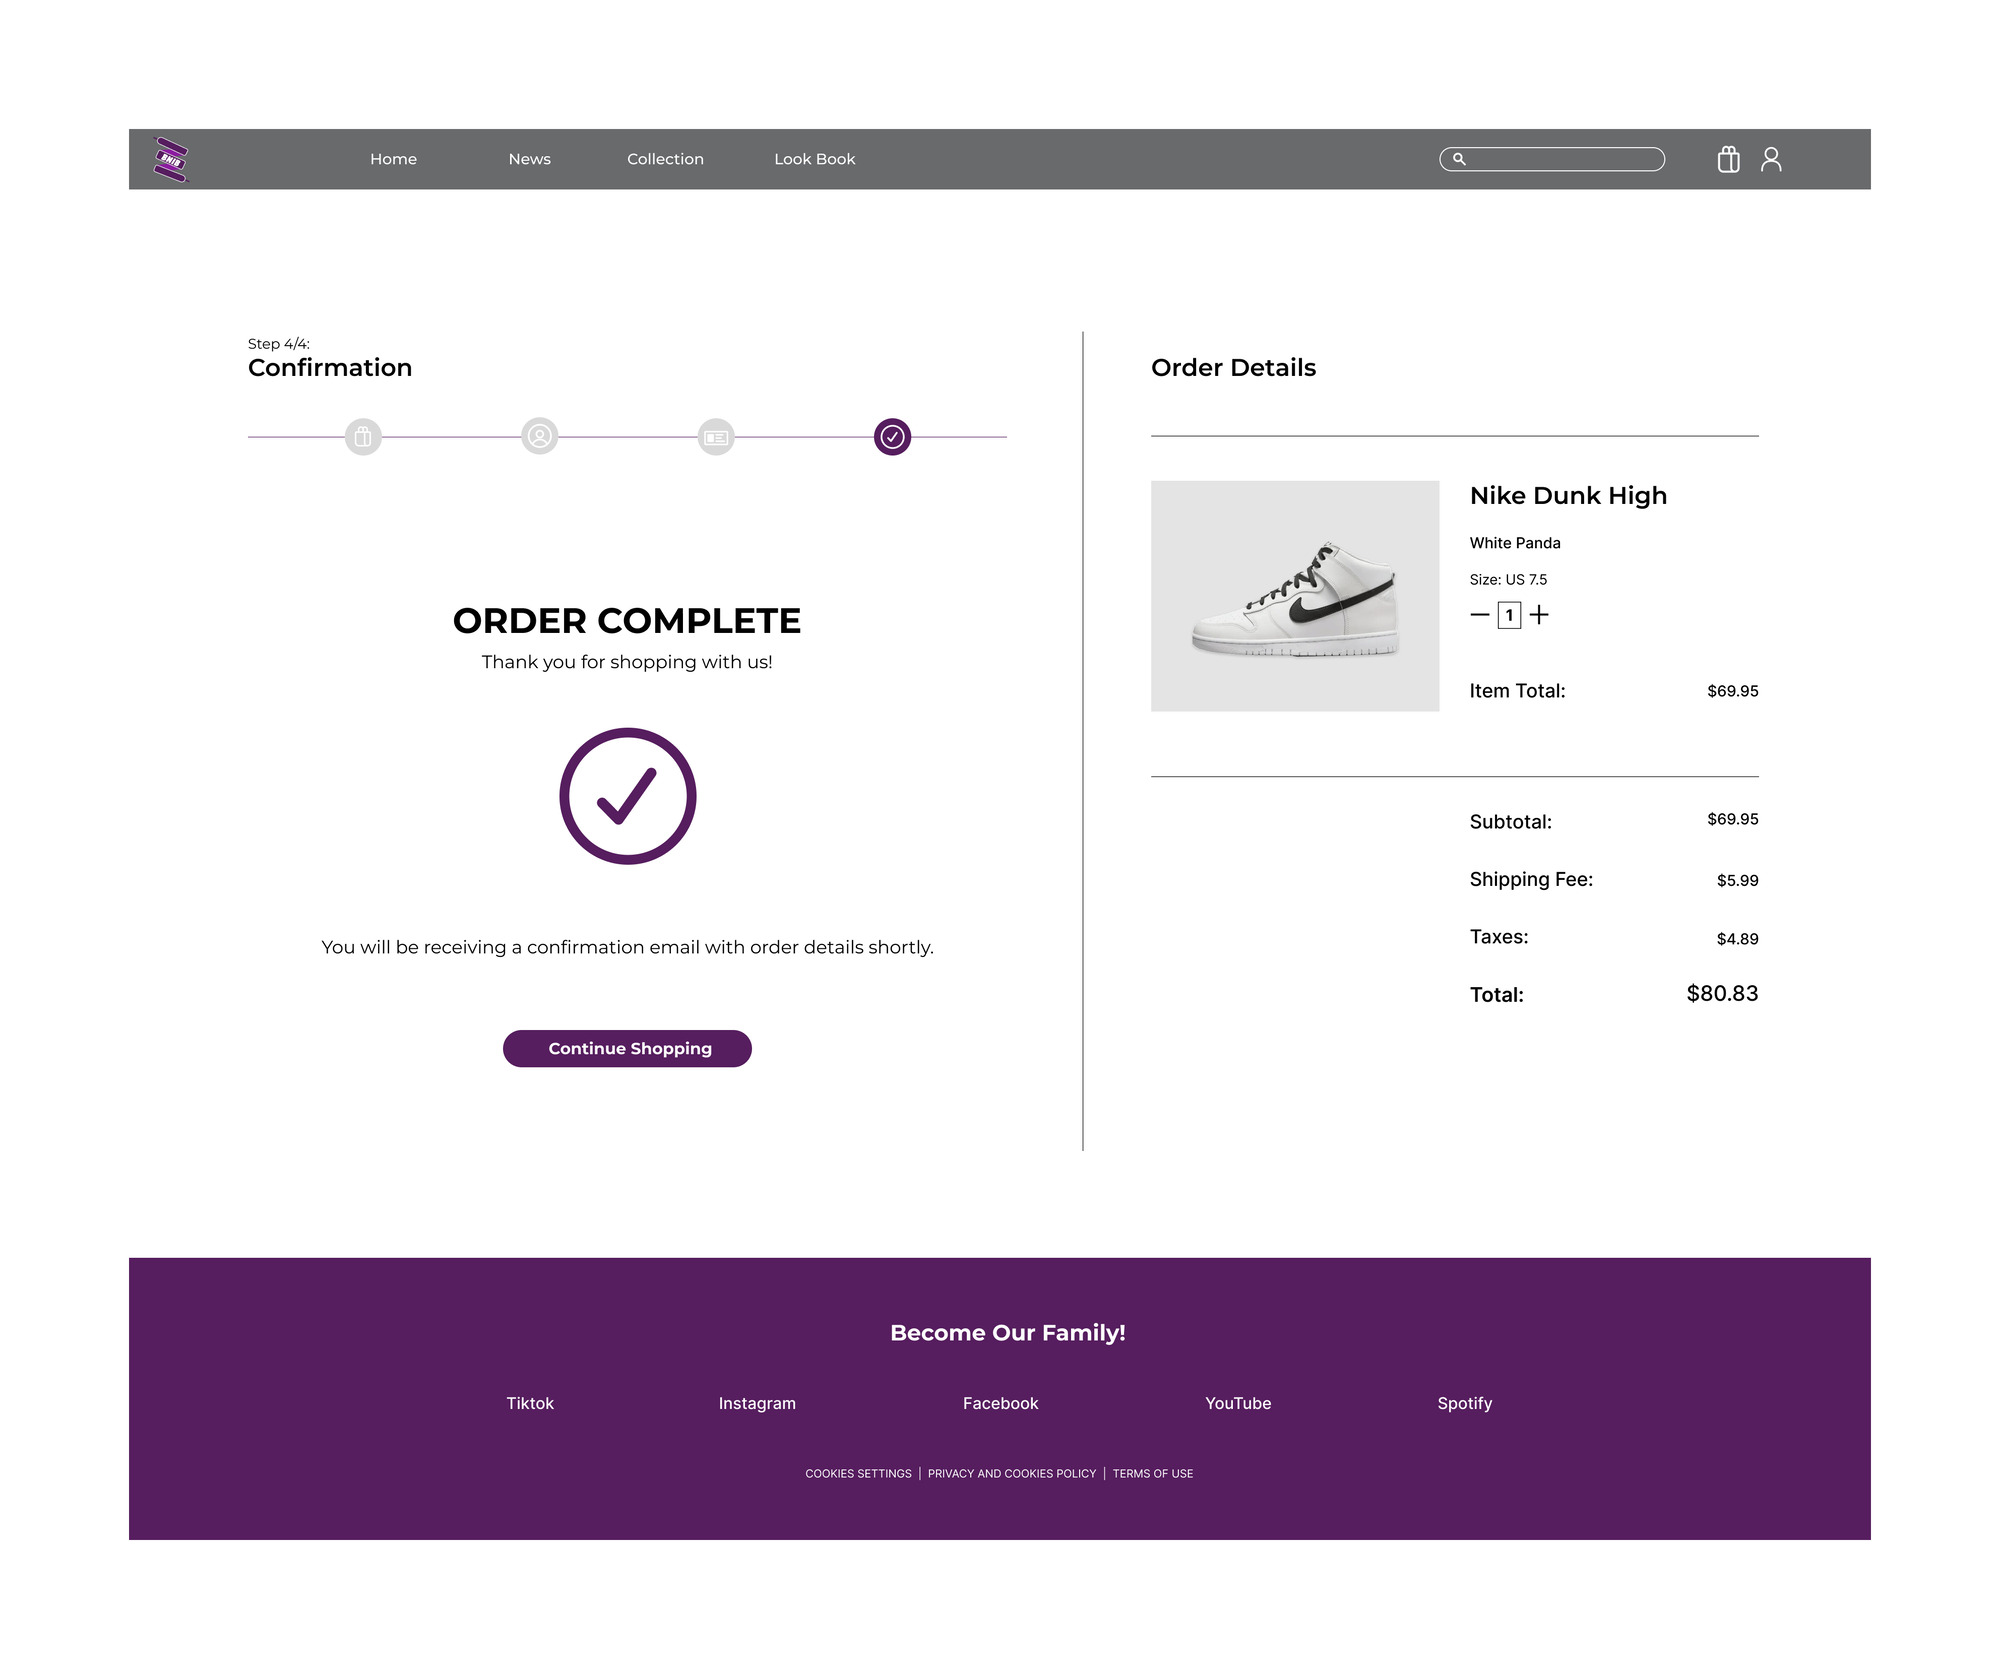 BNIB
Home News Collection Look Book
Step 4/4:
Confirmation
ORDER COMPLETE
Thank you for shopping with us!
You will be receiving a confirmation email with order details shortly.
Continue Shopping
Order Details
Nike Dunk High
White Panda
Size: US 7.5
1
Item Total: $69.95
Subtotal: $69.95
Shipping Fee: $5.99
Taxes: $4.89
Total: $80.83
Become Our Family!
Tiktok Instagram Facebook YouTube Spotify
COOKIES SETTINGS | PRIVACY AND COOKIES POLICY | TERMS OF USE